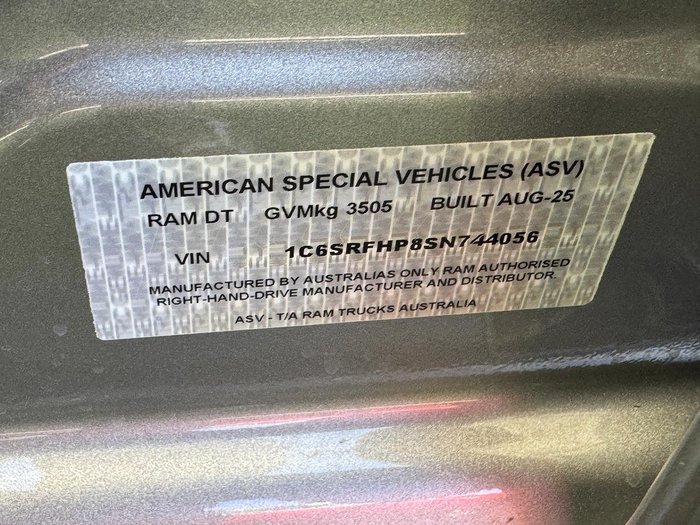 AMERICAN SPECIAL VEHICLES (ASV)
RAM DT GVMkg 3505 BUILT AUG-25
VIN 1C6SRFHP8SN744056
MANUFACTURED BY AUSTRALIAS ONLY RAM AUTHORISED
RIGHT-HAND-DRIVE MANUFACTURER AND DISTRIBUTOR.
ASV - T/A RAM TRUCKS AUSTRALIA